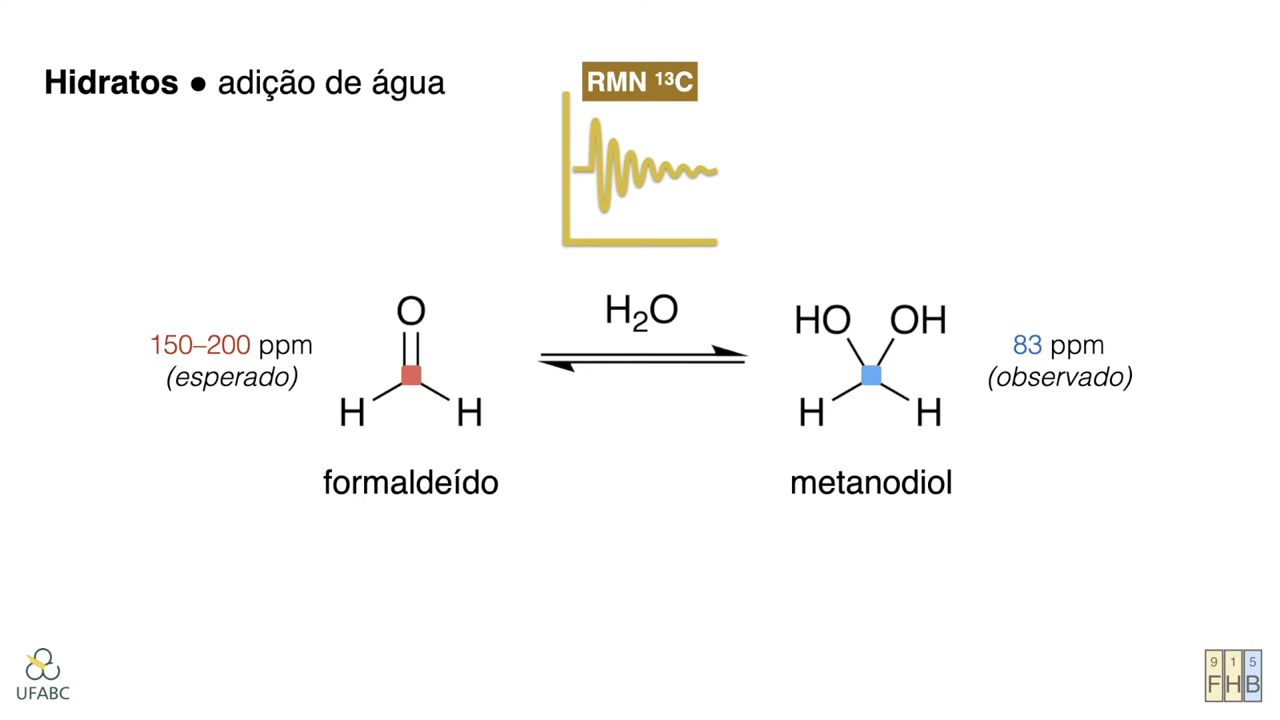 Hidratos ● adição de água
RMN ¹³C
150–200 ppm
(esperado)
O
H H
formaldeído
H₂O
HO OH
H H
metanodiol
83 ppm
(observado)
UFABC
9 1 5
F H B